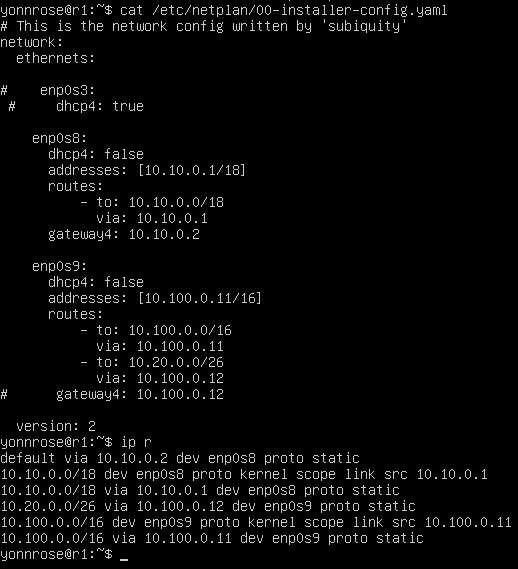 yonnrose@r1:~$ cat /etc/netplan/00-installer-config.yaml
# This is the network config written by 'subiquity'
network:
  ethernets:

#    enp0s3:
 #     dhcp4: true

    enp0s8:
      dhcp4: false
      addresses: [10.10.0.1/18]
      routes:
          - to: 10.10.0.0/18
            via: 10.10.0.1
      gateway4: 10.10.0.2

    enp0s9:
      dhcp4: false
      addresses: [10.100.0.11/16]
      routes:
          - to: 10.100.0.0/16
            via: 10.100.0.11
          - to: 10.20.0.0/26
            via: 10.100.0.12
#      gateway4: 10.100.0.12

  version: 2
yonnrose@r1:~$ ip r
default via 10.10.0.2 dev enp0s8 proto static
10.10.0.0/18 dev enp0s8 proto kernel scope link src 10.10.0.1
10.10.0.0/18 via 10.10.0.1 dev enp0s8 proto static
10.20.0.0/26 via 10.100.0.12 dev enp0s9 proto static
10.100.0.0/16 dev enp0s9 proto kernel scope link src 10.100.0.11
10.100.0.0/16 via 10.100.0.11 dev enp0s9 proto static
yonnrose@r1:~$ _